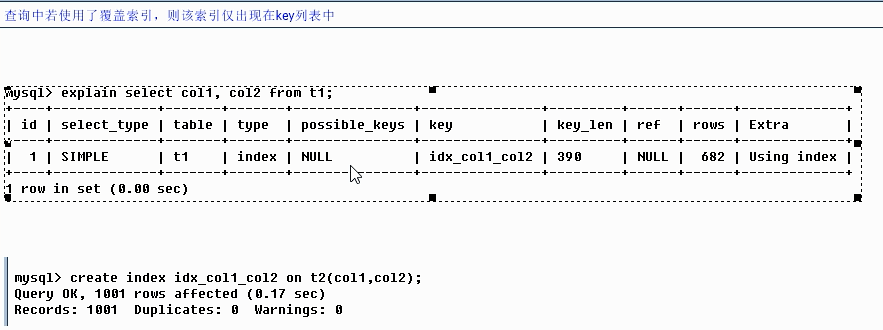 查询中若使用了覆盖索引，则该索引仅出现在key列表中
mysql> explain select col1, col2 from t1;
+----+-------------+-------+-------+---------------+---------------+---------+------+------+-------------+
| id | select_type | table | type | possible_keys | key | key_len | ref | rows | Extra |
+----+-------------+-------+-------+---------------+---------------+---------+------+------+-------------+
| 1 | SIMPLE | t1 | index | NULL | idx_col1_col2 | 390 | NULL | 682 | Using index |
+----+-------------+-------+-------+---------------+---------------+---------+------+------+-------------+
1 row in set (0.00 sec)
mysql> create index idx_col1_col2 on t2(col1,col2);
Query OK, 1001 rows affected (0.17 sec)
Records: 1001 Duplicates: 0 Warnings: 0